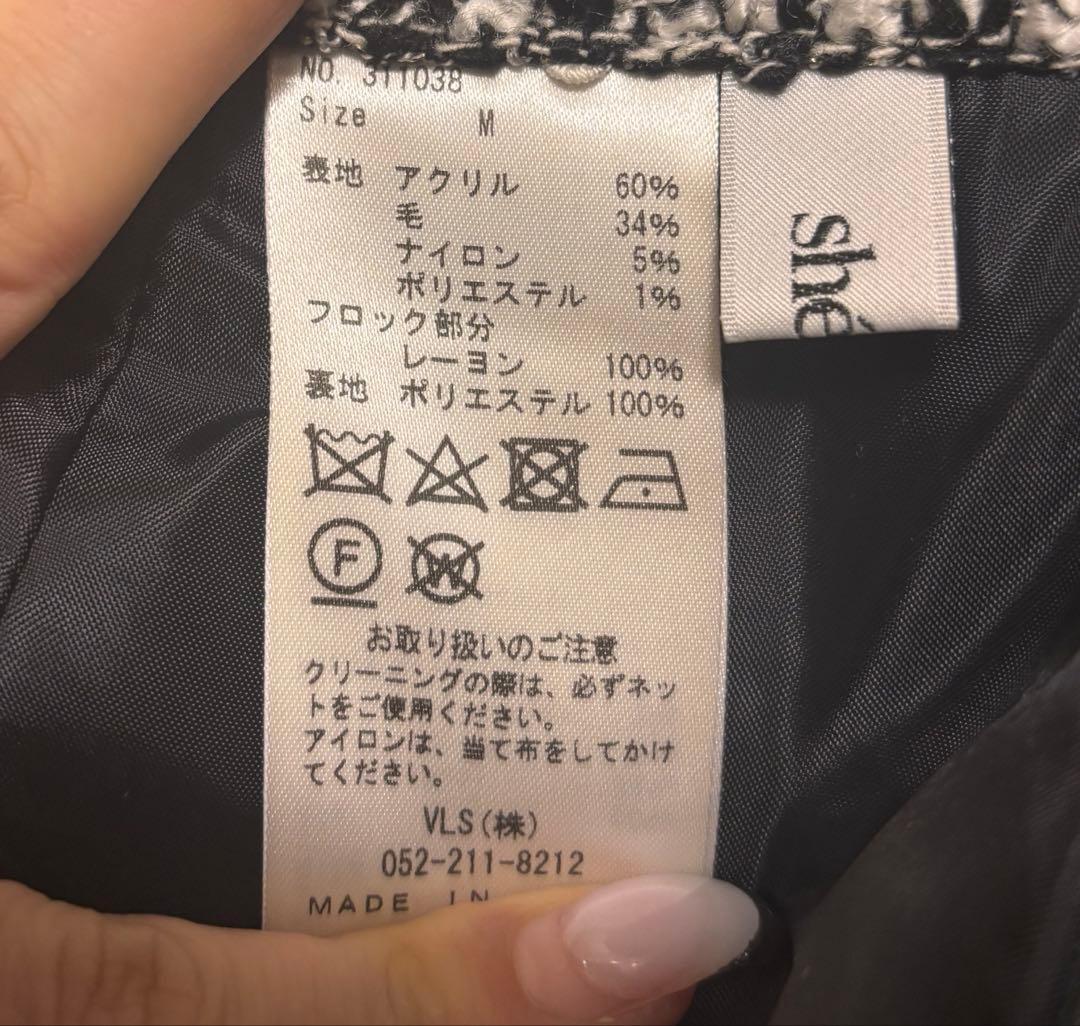 NO. 311038
Size M
表地 アクリル 60%
毛 34%
ナイロン 5%
ポリエステル 1%
フロック部分
レーヨン 100%
裏地 ポリエステル 100%
F
W
お取り扱いのご注意
クリーニングの際は、必ずネッ
トをご使用ください。
アイロンは、当て布をしてかけ
てください。
VLS(株)
052-211-8212
MADE IN
shé